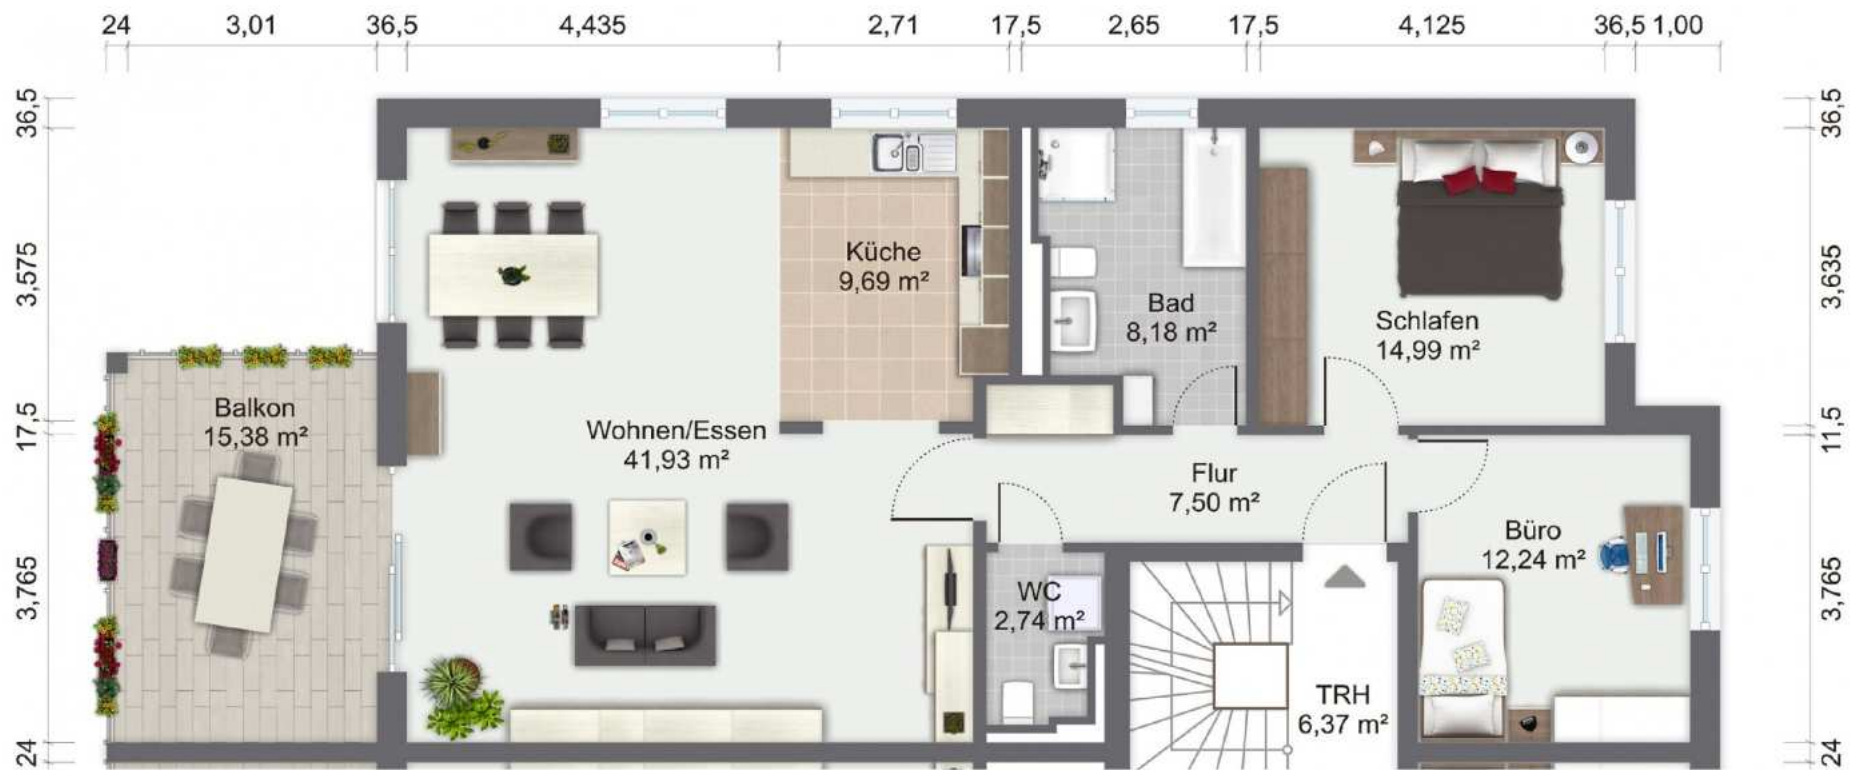 24 3,01 36,5 4,435 2,71 17,5 2,65 17,5 4,125 36,5 1,00
36,5
36,5
3,575
3,635
Küche
9,69 m²
Bad
8,18 m²
Schlafen
14,99 m²
Balkon
15,38 m²
17,5
11,5
Wohnen/Essen
41,93 m²
Flur
7,50 m²
Büro
12,24 m²
3,765
3,765
WC
2,74 m²
TRH
6,37 m²
24
24